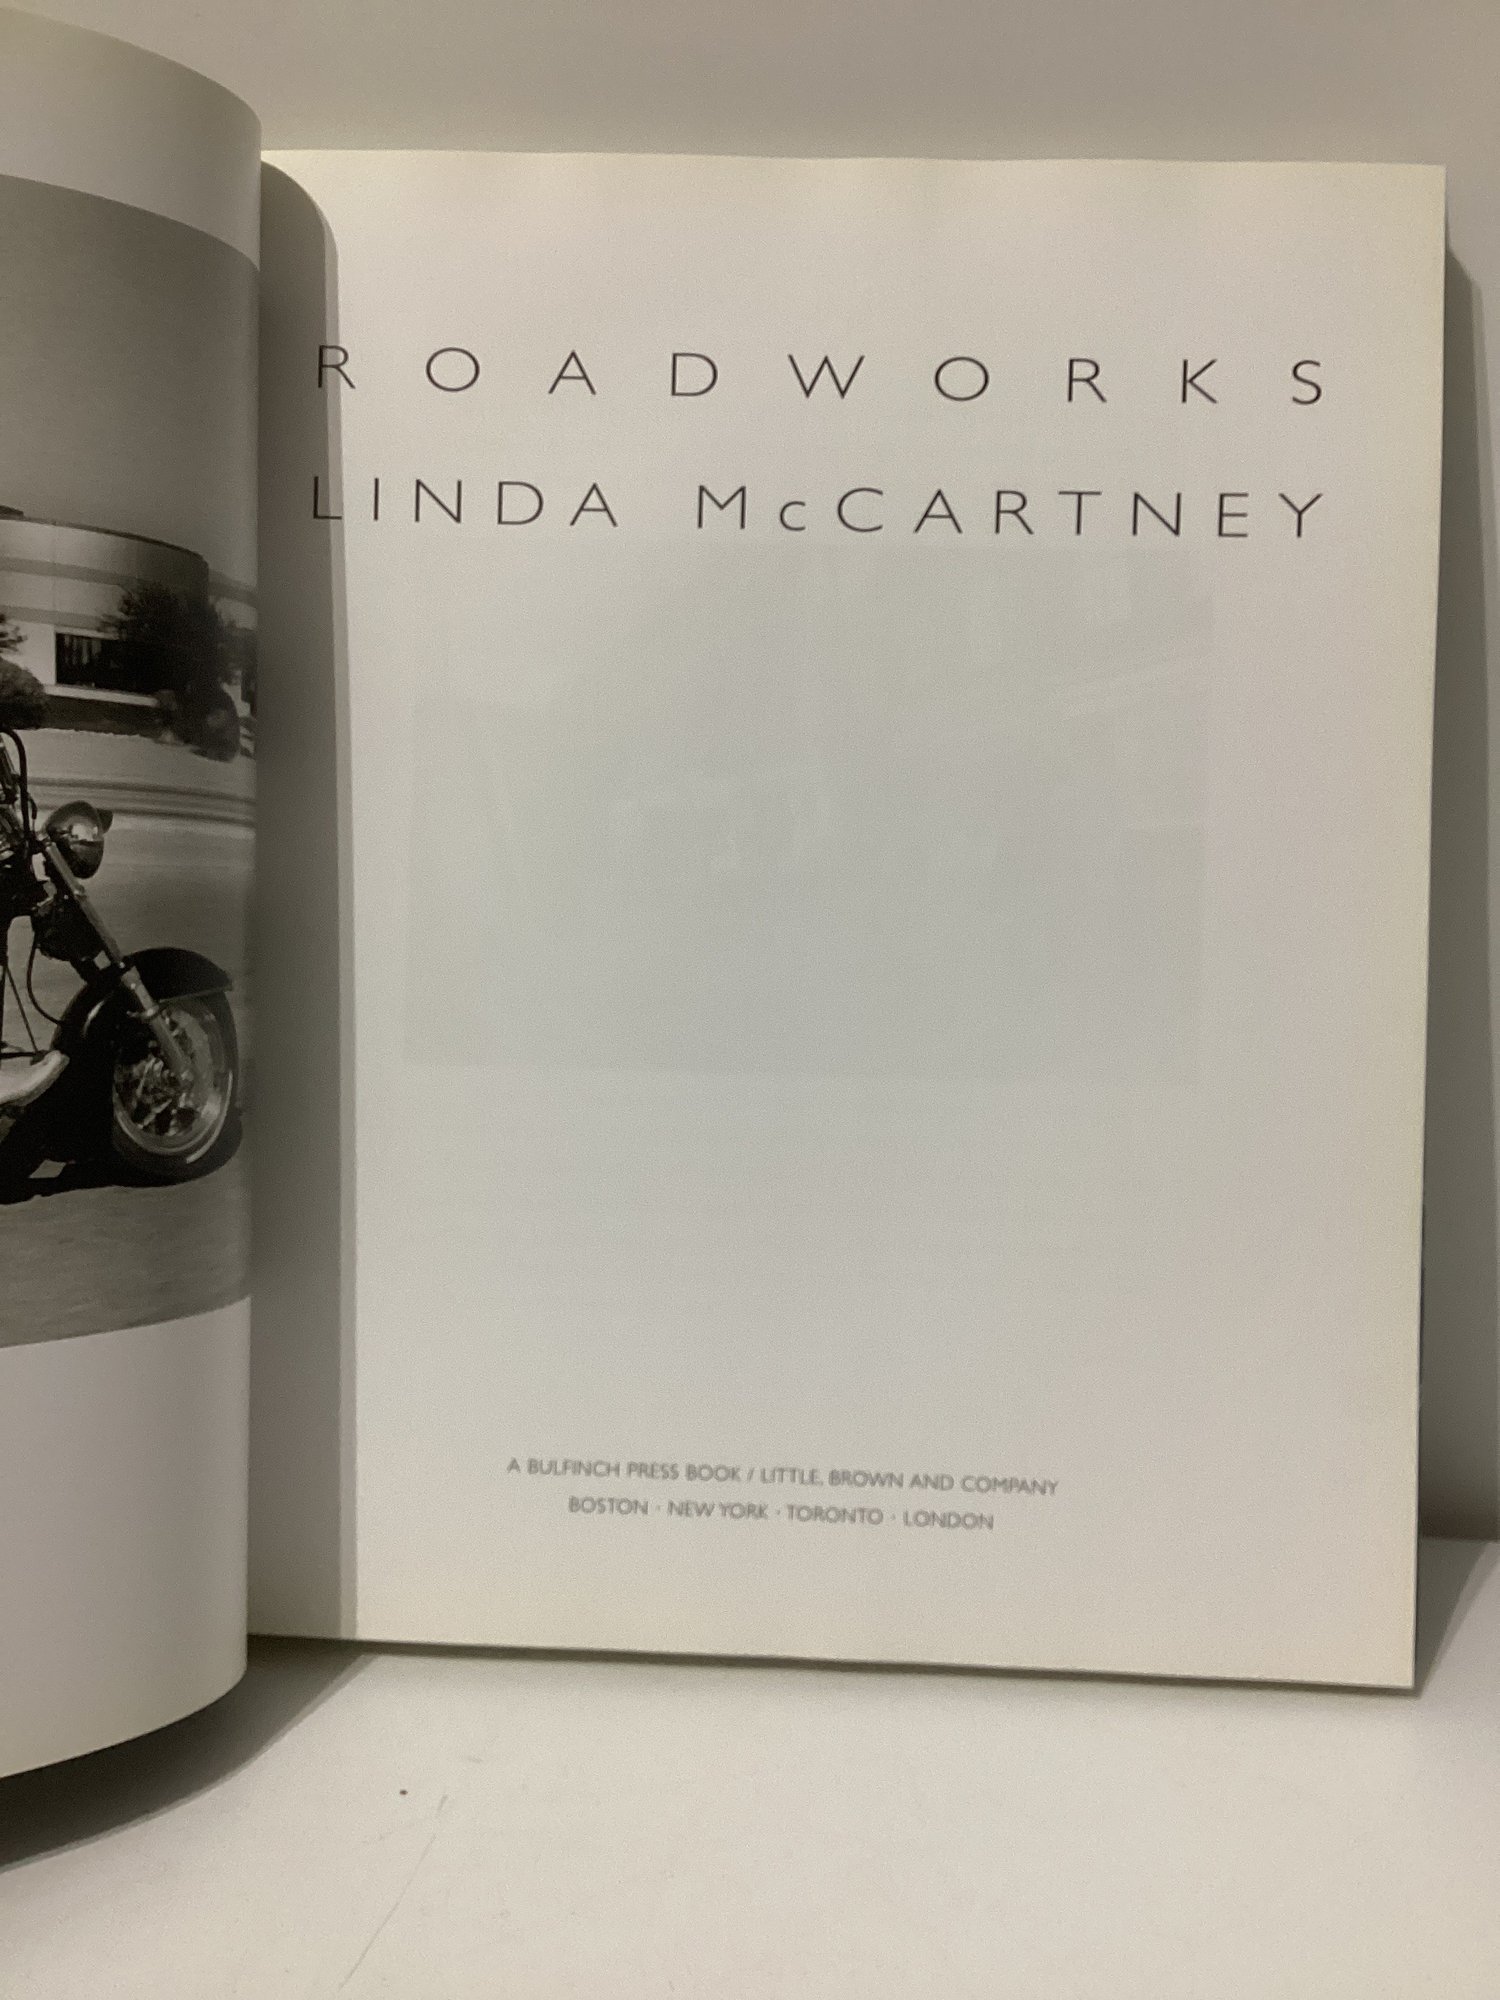 ROADWORKS
LINDA McCARTNEY
A BULFINCH PRESS BOOK / LITTLE, BROWN AND COMPANY
BOSTON · NEW YORK · TORONTO · LONDON